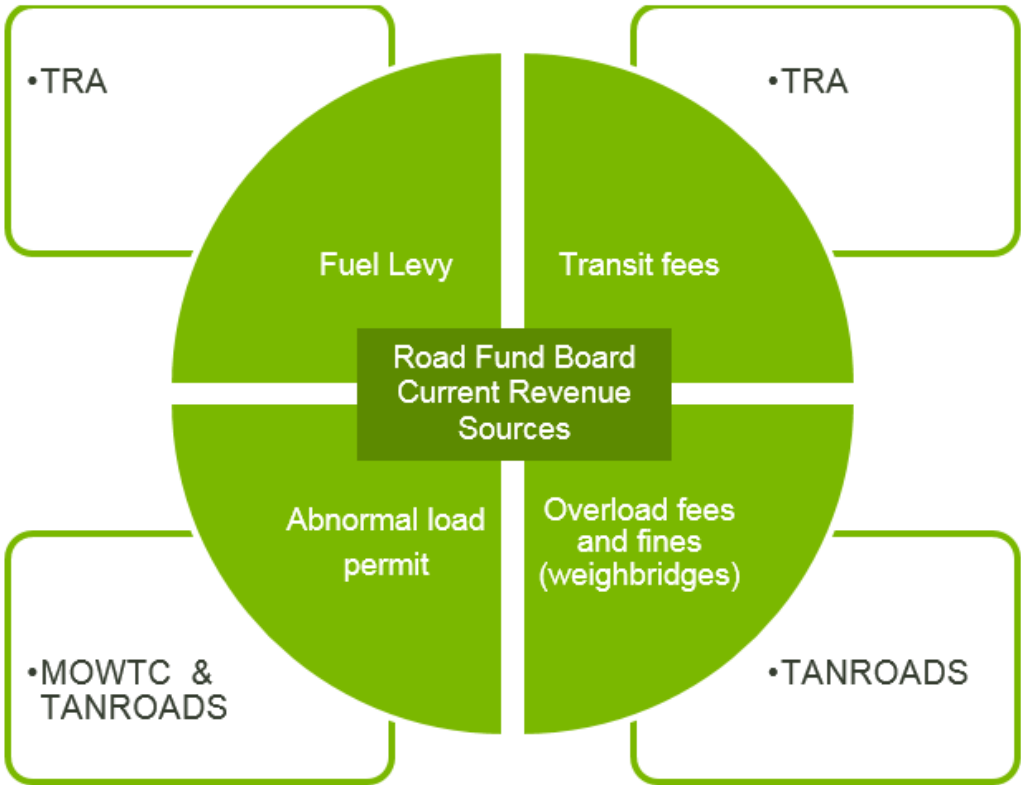 •TRA
•TRA
Fuel Levy
Transit fees
Road Fund Board
Current Revenue
Sources
Abnormal load
permit
Overload fees
and fines
(weighbridges)
•MOWTC &
TANROADS
•TANROADS